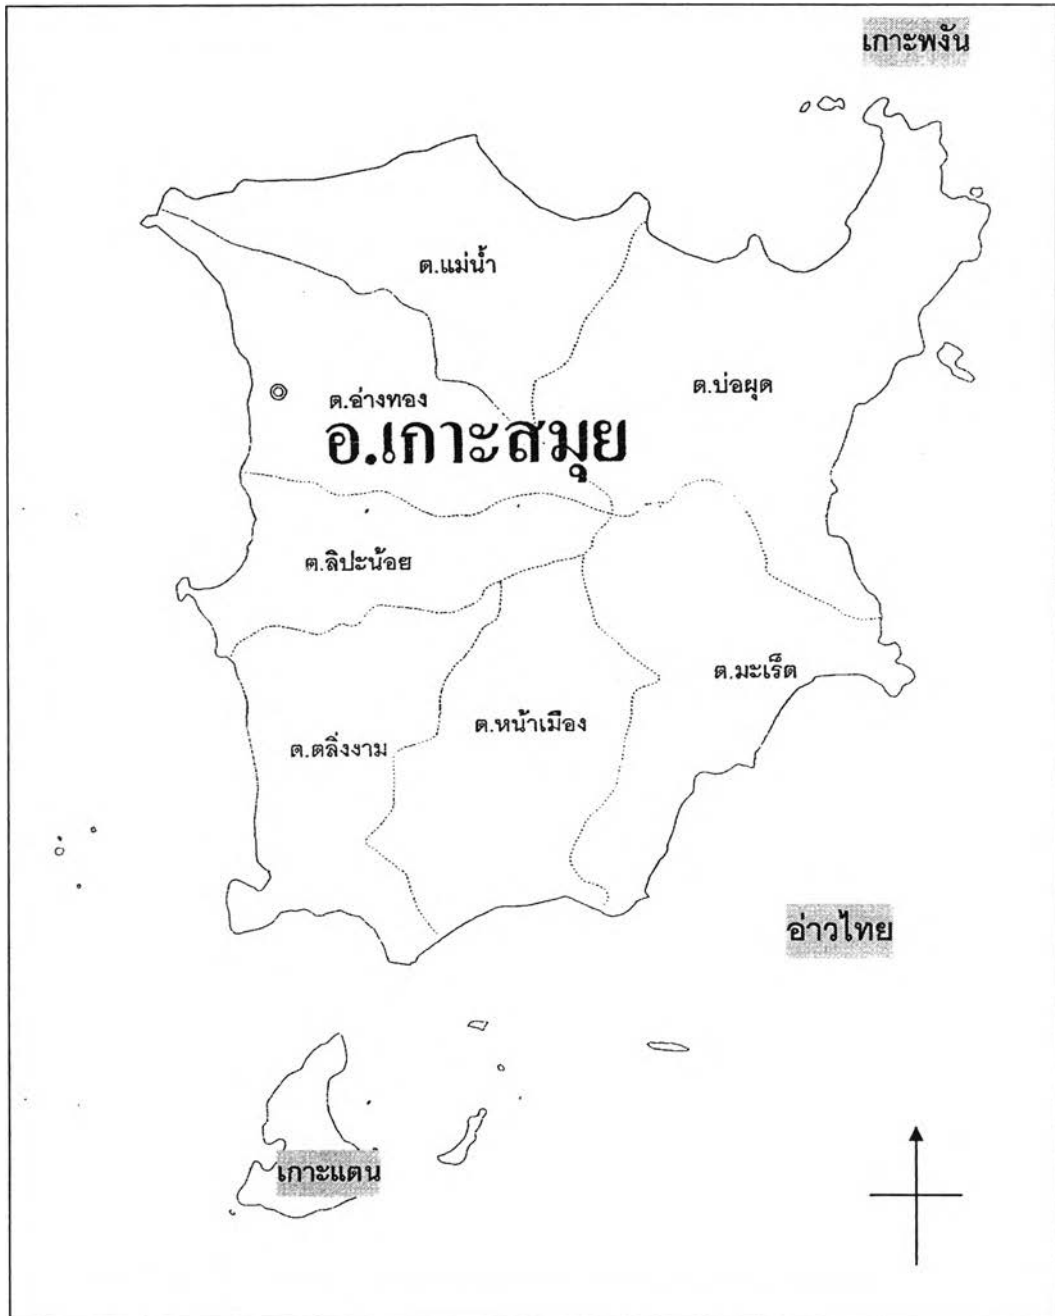 เกาะพงัน
ต.แม่น้ำ
ต.บ่อผุด
ต.อ่างทอง
อ.เกาะสมุย
ต.ลิปะน้อย
ต.มะเร็ต
ต.หน้าเมือง
ต.ตลิ่งงาม
อ่าวไทย
เกาะแตน